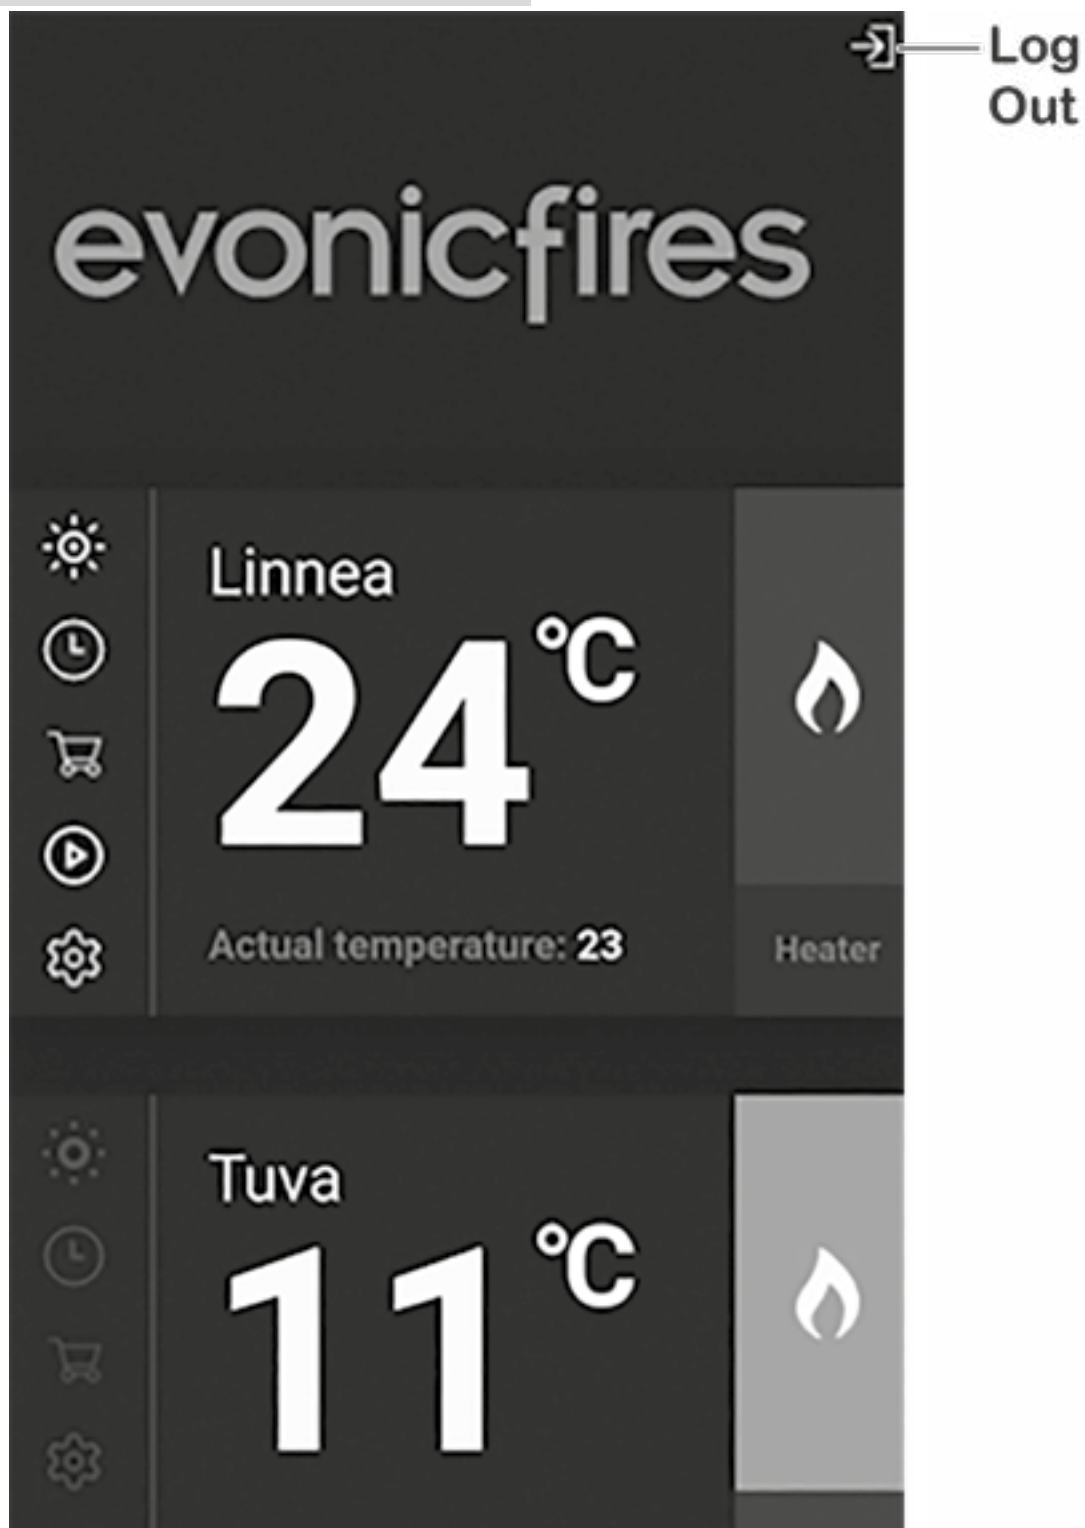 Log
Out
evonicfires
Linnea
24°C
Actual temperature: 23
Heater
Tuva
11°C